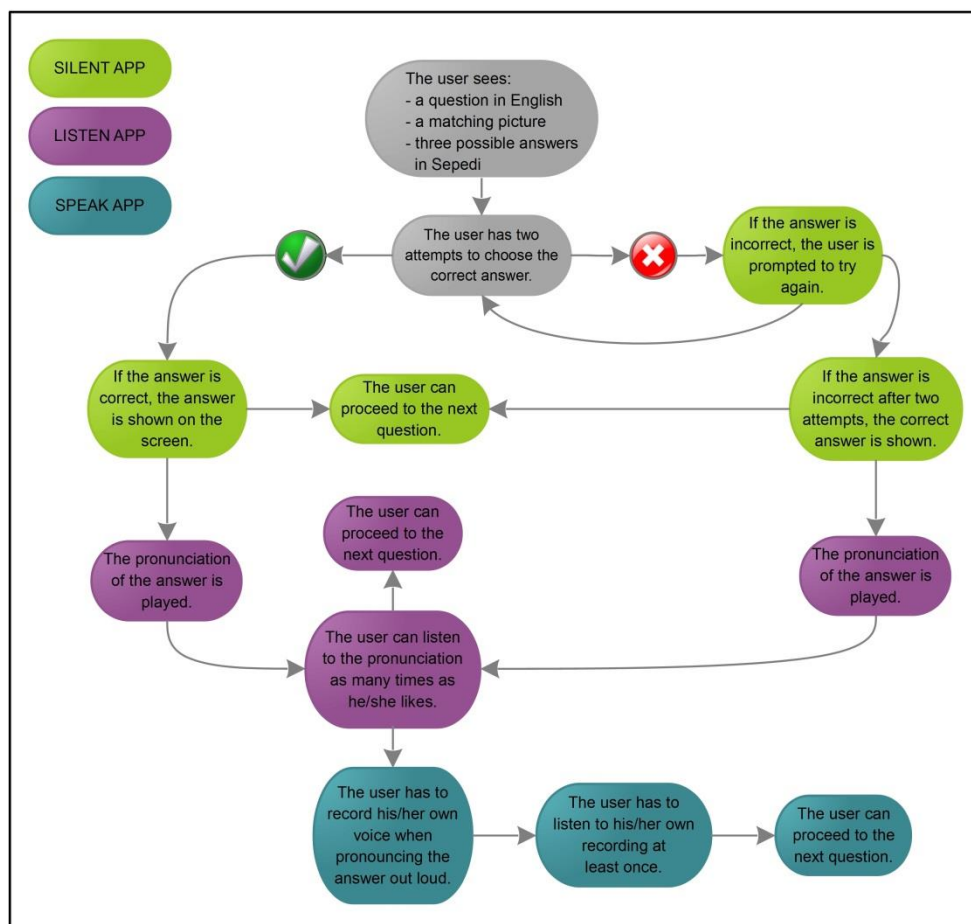 SILENT APP
LISTEN APP
SPEAK APP
The user sees:
- a question in English
- a matching picture
- three possible answers
in Sepedi
The user has two
attempts to choose the
correct answer.
If the answer is
incorrect, the user is
prompted to try
again.
If the answer is
correct, the answer
is shown on the
screen.
The user can
proceed to the next
question.
If the answer is
incorrect after two
attempts, the correct
answer is shown.
The user can
proceed to the
next question.
The pronunciation
of the answer is
played.
The pronunciation
of the answer is
played.
The user can listen
to the pronunciation
as many times as
he/she likes.
The user has to
record his/her own
voice when
pronouncing the
answer out loud.
The user has to
listen to his/her own
recording at
least once.
The user can
proceed to the
next question.